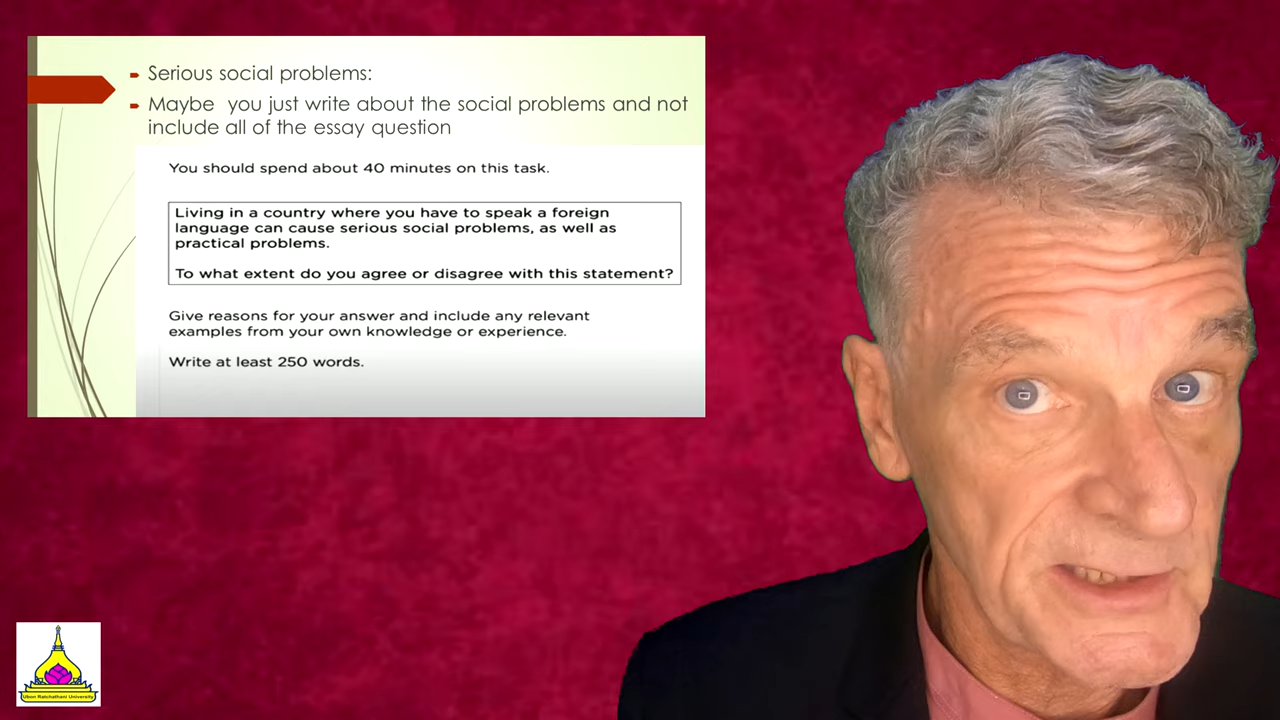 Serious social problems:
Maybe you just write about the social problems and not
include all of the essay question
You should spend about 40 minutes on this task.
Living in a country where you have to speak a foreign
language can cause serious social problems, as well as
practical problems.
To what extent do you agree or disagree with this statement?
Give reasons for your answer and include any relevant
examples from your own knowledge or experience.
Write at least 250 words.
Ubon Ratchathani University